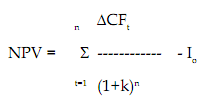 n ΔCFt
NPV = Σ ------------ - Io
t=1 (1+k)n